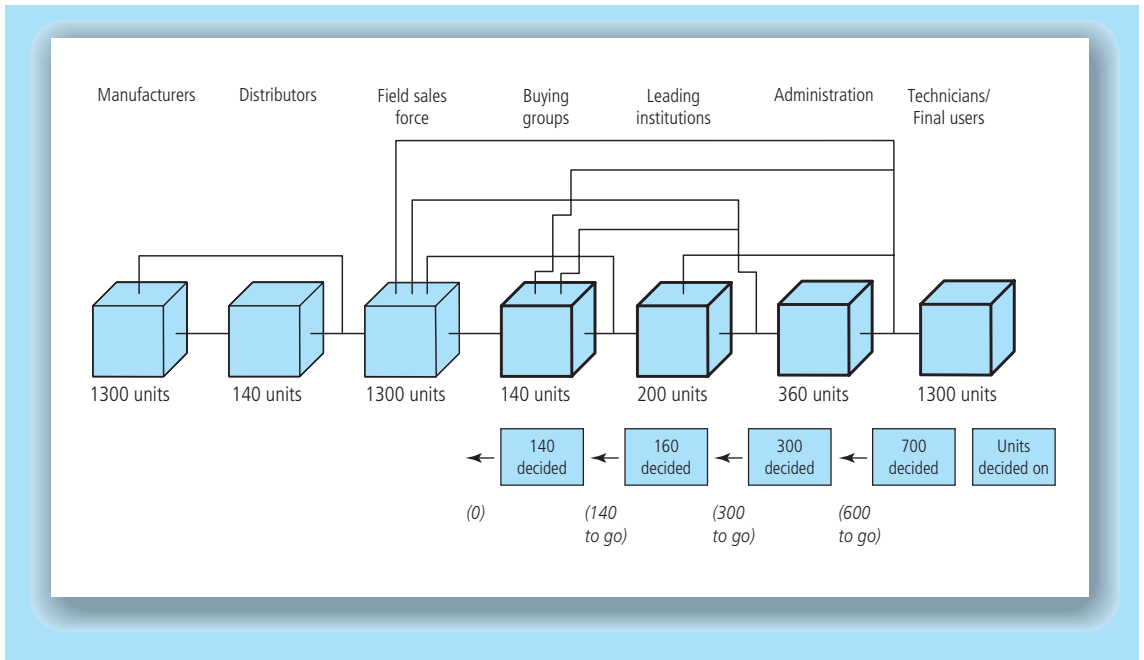 Manufacturers
Distributors
Field sales
force
Buying
groups
Leading
institutions
Administration
Technicians/
Final users
1300 units
140 units
1300 units
140 units
200 units
360 units
1300 units
140
decided
160
decided
300
decided
700
decided
Units
decided on
(0)
(140
to go)
(300
to go)
(600
to go)